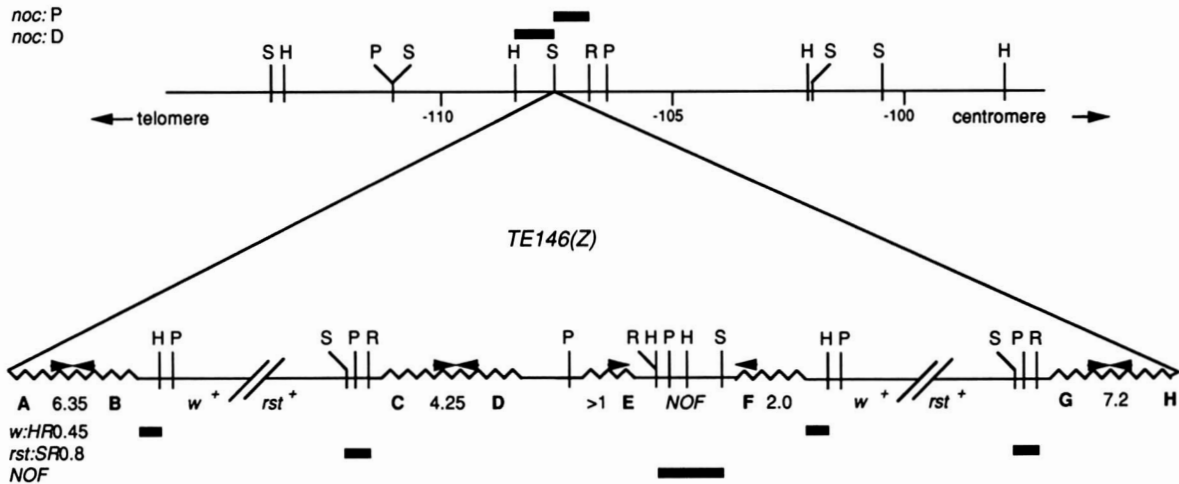 noc: P
noc: D
S H P S H S R P H S S H
-110 -105 -100
telomere centromere
TE146(Z)
H P S P R P R H P H S H P S P R
A 6.35 B w + rst + C 4.25 D >1 E NOF F 2.0 w + rst + G 7.2 H
w:HR0.45
rst:SR0.8
NOF